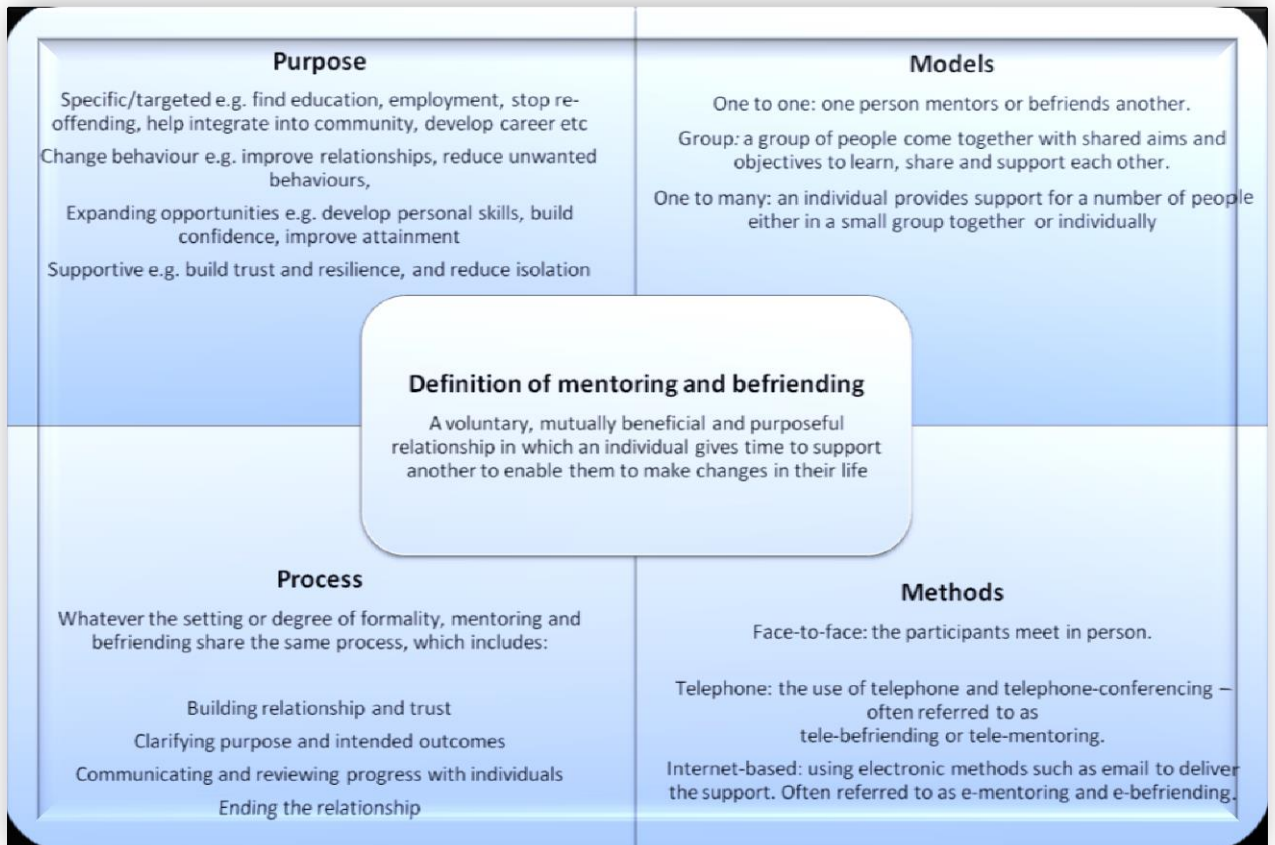 Purpose
Specific/targeted e.g. find education, employment, stop re-
offending, help integrate into community, develop career etc
Change behaviour e.g. improve relationships, reduce unwanted
behaviours,
Expanding opportunities e.g. develop personal skills, build
confidence, improve attainment
Supportive e.g. build trust and resilience, and reduce isolation
Models
One to one: one person mentors or befriends another.
Group: a group of people come together with shared aims and
objectives to learn, share and support each other.
One to many: an individual provides support for a number of people
either in a small group together or individually
Definition of mentoring and befriending
A voluntary, mutually beneficial and purposeful
relationship in which an individual gives time to support
another to enable them to make changes in their life
Process
Whatever the setting or degree of formality, mentoring and
befriending share the same process, which includes:
Building relationship and trust
Clarifying purpose and intended outcomes
Communicating and reviewing progress with individuals
Ending the relationship
Methods
Face-to-face: the participants meet in person.
Telephone: the use of telephone and telephone-conferencing –
often referred to as
tele-befriending or tele-mentoring.
Internet-based: using electronic methods such as email to deliver
the support. Often referred to as e-mentoring and e-befriending.